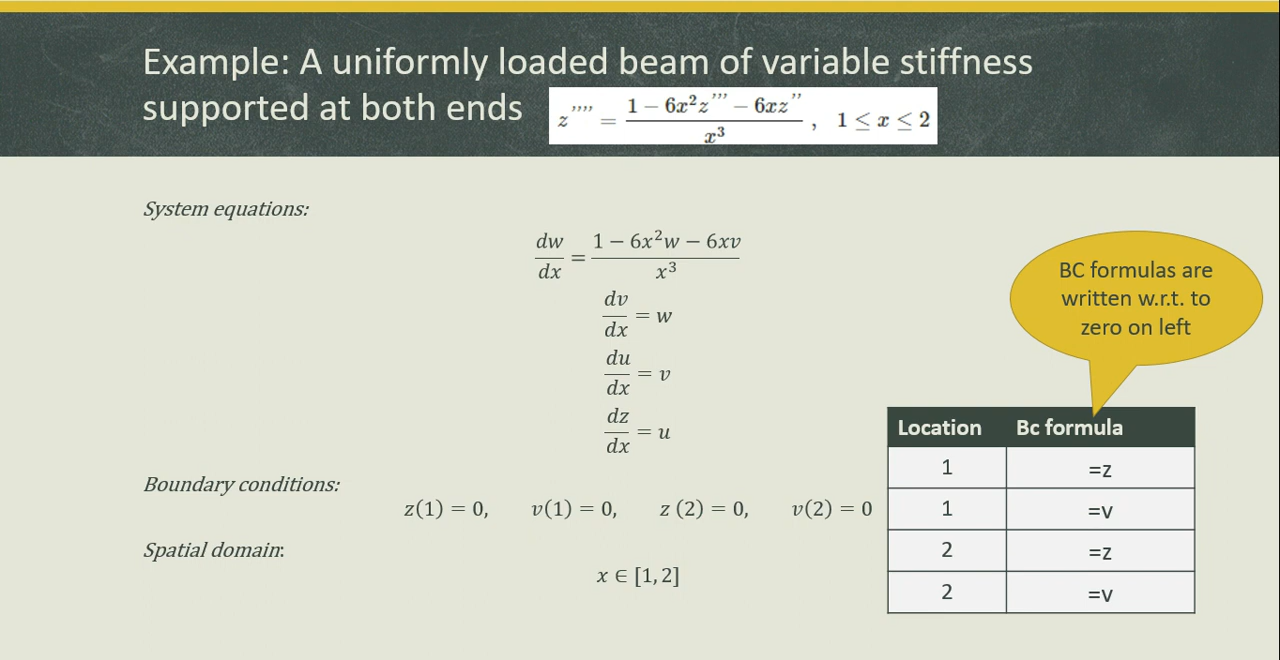 Example: A uniformly loaded beam of variable stiffness
supported at both ends
z'''' = (1 − 6x²z''' − 6xz'') / x³ , 1 ≤ x ≤ 2
System equations:
dw/dx = (1 − 6x²w − 6xv) / x³
dv/dx = w
du/dx = v
dz/dx = u
Boundary conditions:
z(1) = 0, v(1) = 0, z (2) = 0, v(2) = 0
Spatial domain:
x ∈ [1, 2]
BC formulas are
written w.r.t. to
zero on left
Location Bc formula
1 =z
1 =v
2 =z
2 =v